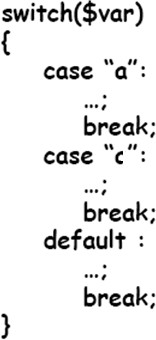 switch($var)
{
case “a”:
…;
break;
case “c”:
…;
break;
default :
…;
break;
}